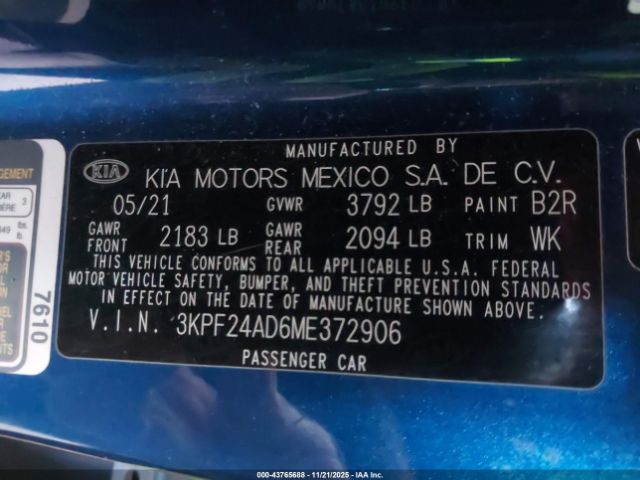 MANUFACTURED BY
KIA KIA MOTORS MEXICO S.A. DE C.V.
05/21 GVWR 3792 LB PAINT B2R
GAWR FRONT 2183 LB GAWR REAR 2094 LB TRIM WK
THIS VEHICLE CONFORMS TO ALL APPLICABLE U.S.A. FEDERAL
MOTOR VEHICLE SAFETY, BUMPER, AND THEFT PREVENTION STANDARDS
IN EFFECT ON THE DATE OF MANUFACTURE SHOWN ABOVE.
V.I.N. 3KPF24AD6ME372906
PASSENGER CAR
7610
3
lbs.
lb.
000-43765688 - 11/21/2025 - IAA Inc.